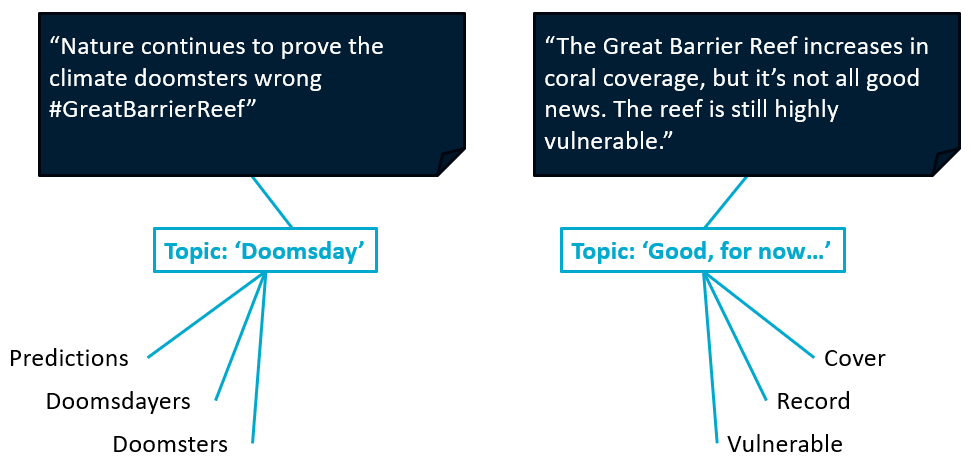 “Nature continues to prove the
climate doomsters wrong
#GreatBarrierReef”
“The Great Barrier Reef increases in
coral coverage, but it’s not all good
news. The reef is still highly
vulnerable.”
Topic: ‘Doomsday’
Topic: ‘Good, for now…’
Predictions
Doomsdayers
Doomsters
Cover
Record
Vulnerable